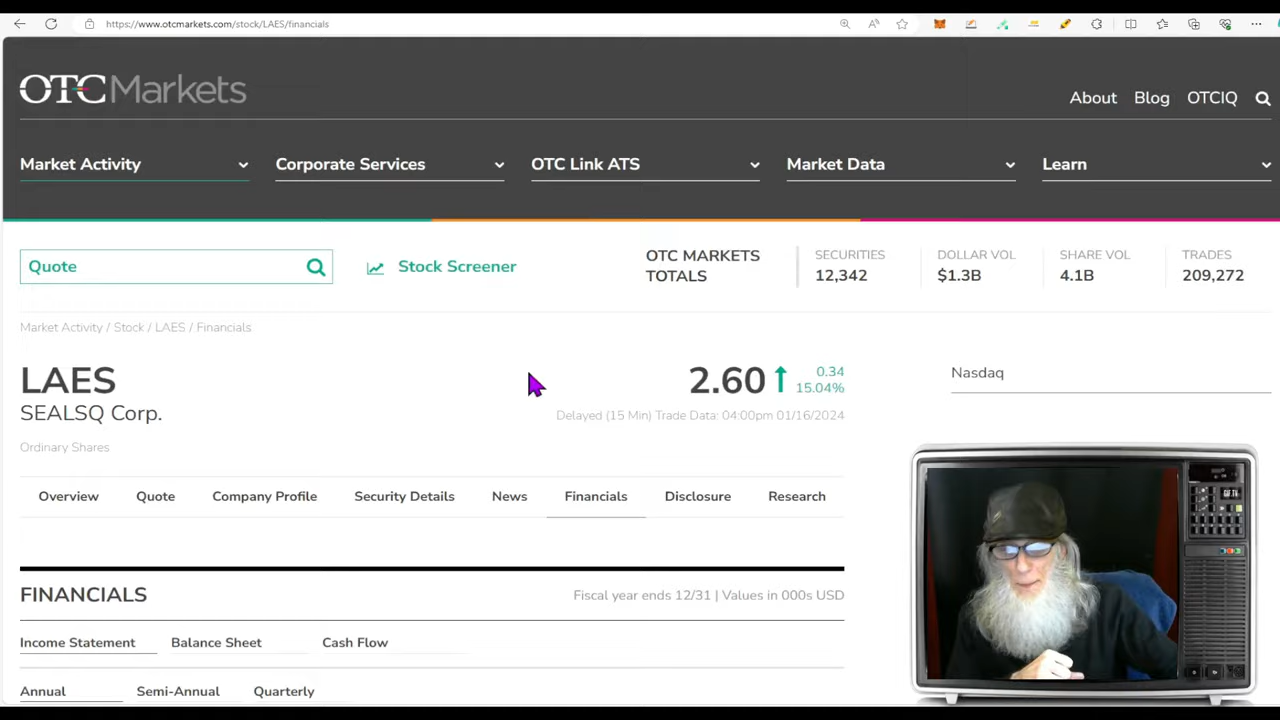 https://www.otcmarkets.com/stock/LAES/financials
OTCMarkets
About Blog OTCIQ
Market Activity Corporate Services OTC Link ATS Market Data Learn
Quote
Stock Screener
OTC MARKETS TOTALS
SECURITIES
12,342
DOLLAR VOL
$1.3B
SHARE VOL
4.1B
TRADES
209,272
Market Activity / Stock / LAES / Financials
LAES
SEALSQ Corp.
Ordinary Shares
2.60
0.34
15.04%
Delayed (15 Min) Trade Data: 04:00pm 01/16/2024
Nasdaq
Overview Quote Company Profile Security Details News Financials Disclosure Research
FINANCIALS
Fiscal year ends 12/31 | Values in 000s USD
Income Statement Balance Sheet Cash Flow
Annual Semi-Annual Quarterly
GIF.TV